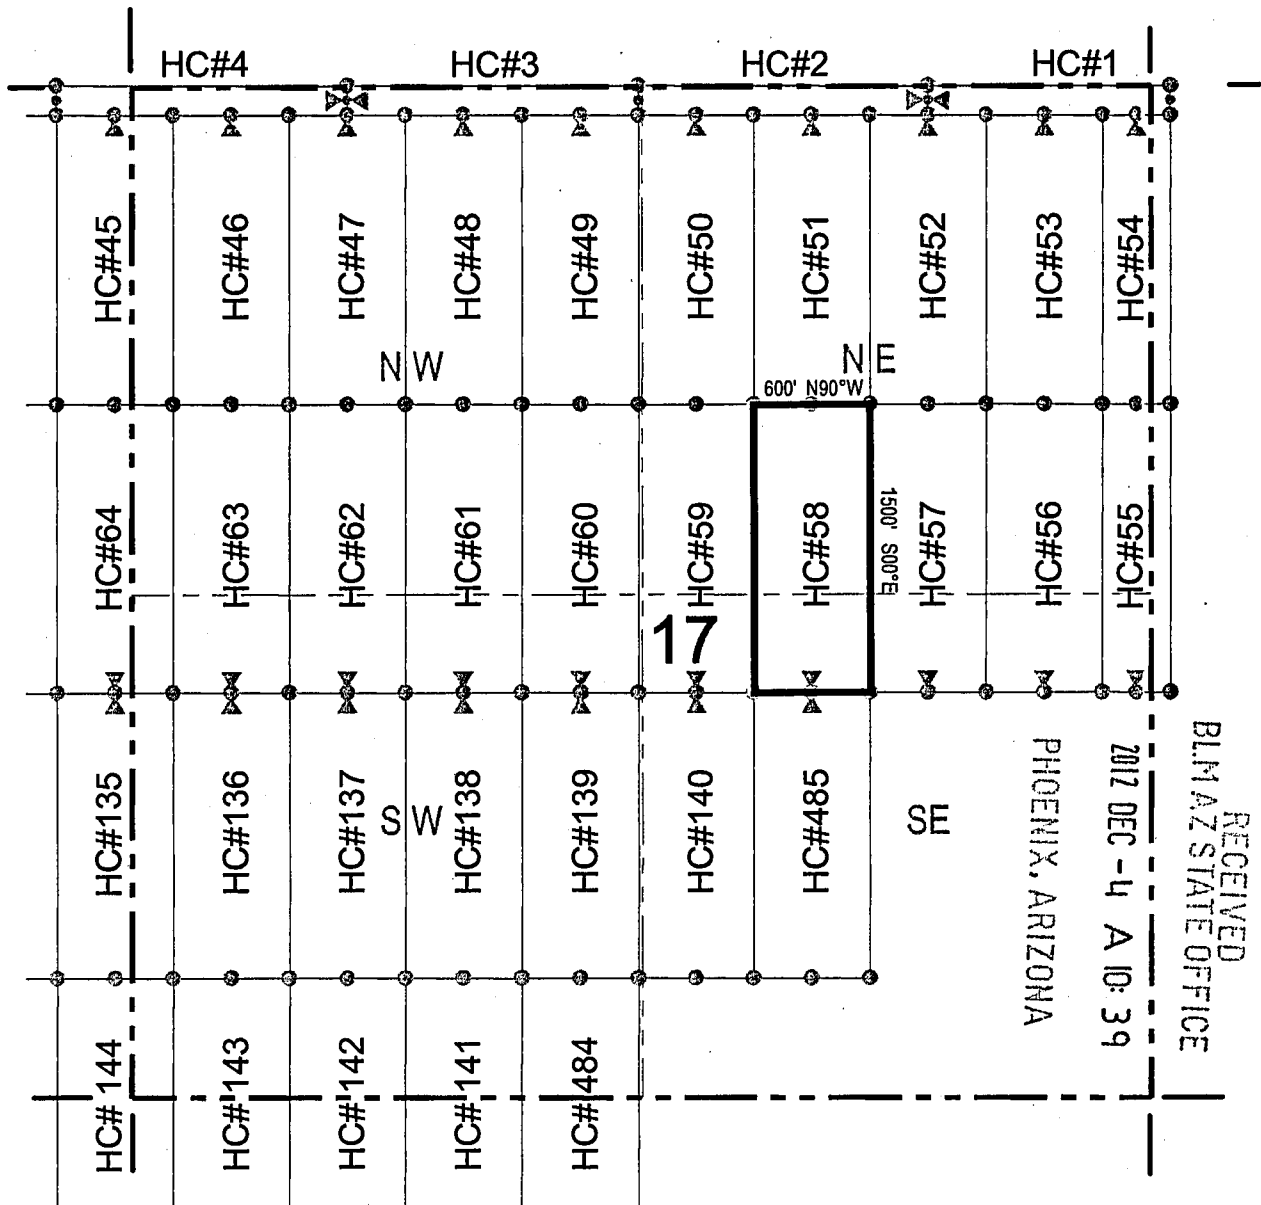 HC#4 HC#3 HC#2 HC#1
HC#45 HC#46 HC#47 HC#48 HC#49 HC#50 HC#51 HC#52 HC#53 HC#54
NW NE
600' N90°W
HC#64 HC#63 HC#62 HC#61 HC#60 HC#59 HC#58 HC#57 HC#56 HC#55
1500' S00°E
17
HC#135 HC#136 HC#137 HC#138 HC#139 HC#140 HC#485
SW SE
HC# 144 HC# 143 HC# 142 HC# 141 HC# 484
RECEIVED
BLM AZ STATE OFFICE
2012 DEC -4 A 10:39
PHOENIX, ARIZONA